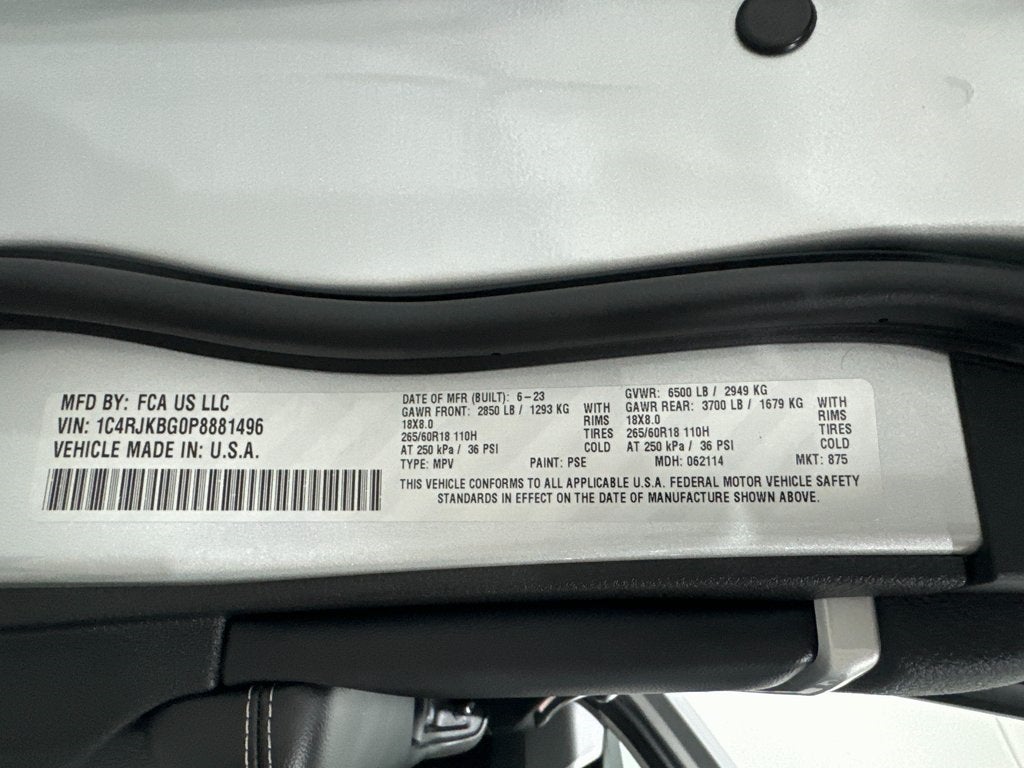 MFD BY: FCA US LLC
VIN: 1C4RJKBG0P8881496
VEHICLE MADE IN: U.S.A.
DATE OF MFR (BUILT): 6-23
GAWR FRONT: 2850 LB / 1293 KG WITH
18X8.0 RIMS
265/60R18 110H TIRES
AT 250 kPa / 36 PSI COLD
GVWR: 6500 LB / 2949 KG
GAWR REAR: 3700 LB / 1679 KG WITH
18X8.0 RIMS
265/60R18 110H TIRES
AT 250 kPa / 36 PSI COLD
TYPE: MPV PAINT: PSE MDH: 062114 MKT: 875
THIS VEHICLE CONFORMS TO ALL APPLICABLE U.S.A. FEDERAL MOTOR VEHICLE SAFETY
STANDARDS IN EFFECT ON THE DATE OF MANUFACTURE SHOWN ABOVE.